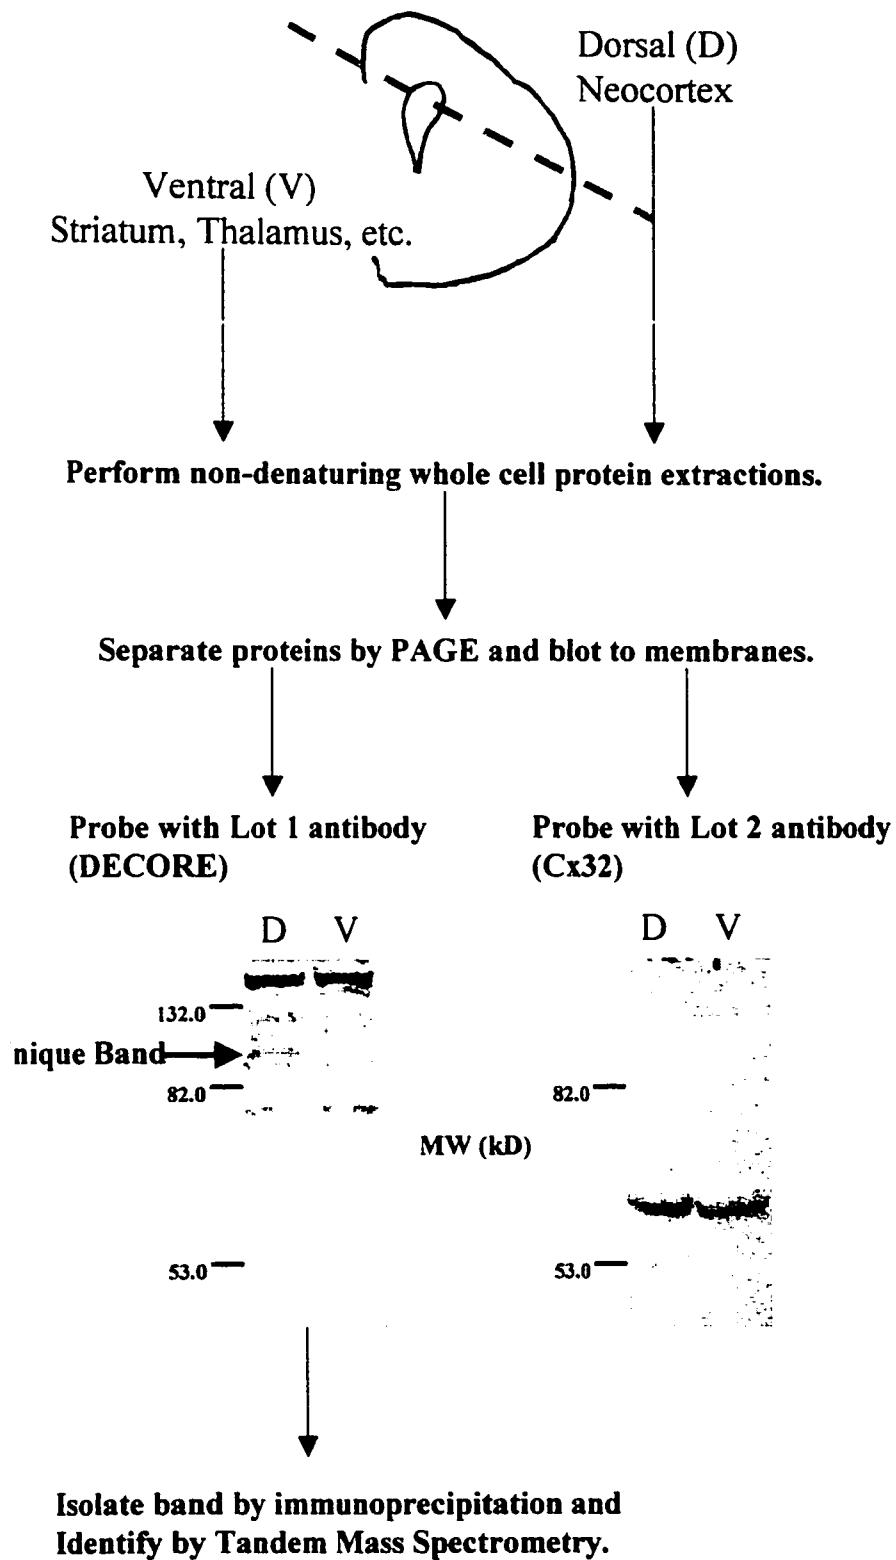 Dorsal (D)
Neocortex
Ventral (V)
Striatum, Thalamus, etc.
Perform non-denaturing whole cell protein extractions.
Separate proteins by PAGE and blot to membranes.
Probe with Lot 1 antibody
(DECORE)
Probe with Lot 2 antibody
(Cx32)
D V
D V
132.0
nique Band
82.0
82.0
MW (kD)
53.0
53.0
Isolate band by immunoprecipitation and
Identify by Tandem Mass Spectrometry.